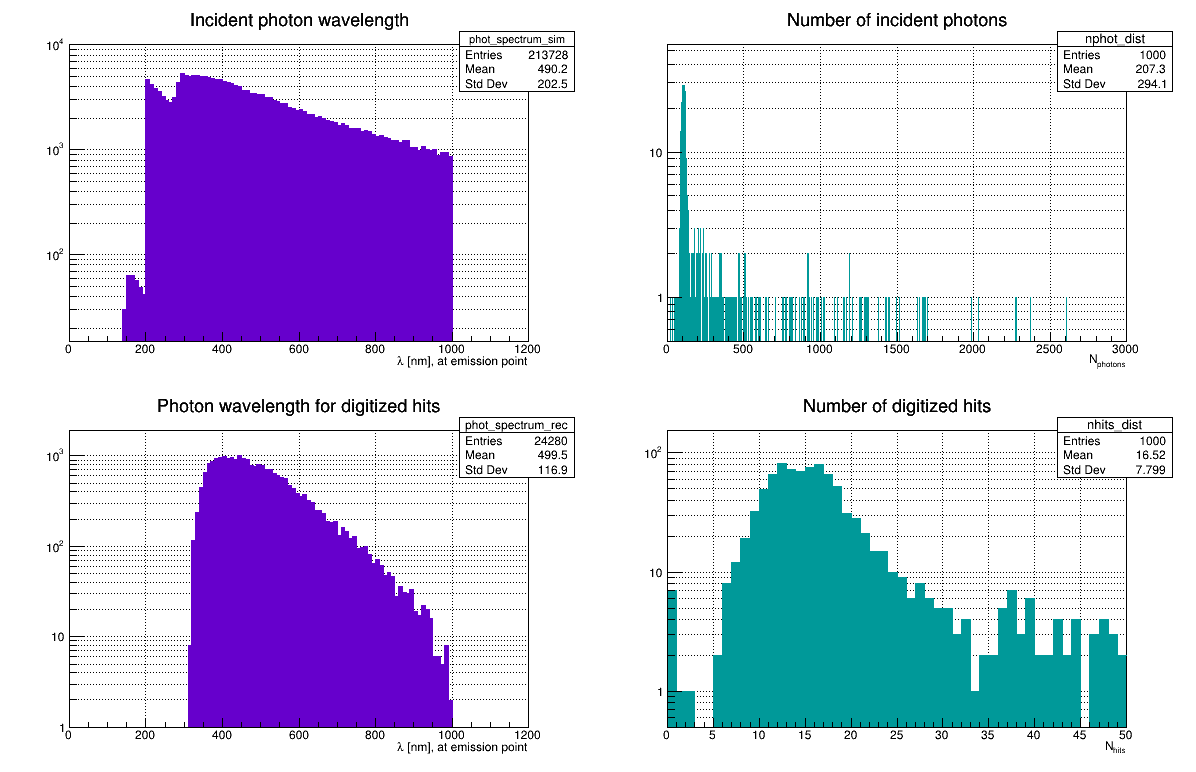 Incident photon wavelength
phot_spectrum_sim
Entries 213728
Mean 490.2
Std Dev 202.5
10^4
10^3
10^2
0 200 400 600 800 1000 1200
λ [nm], at emission point
Number of incident photons
nphot_dist
Entries 1000
Mean 207.3
Std Dev 294.1
10
1
0 500 1000 1500 2000 2500 3000
N_photons
Photon wavelength for digitized hits
phot_spectrum_rec
Entries 24280
Mean 499.5
Std Dev 116.9
10^3
10^2
10
1
0 200 400 600 800 1000 1200
λ [nm], at emission point
Number of digitized hits
nhits_dist
Entries 1000
Mean 16.52
Std Dev 7.799
10^2
10
1
0 5 10 15 20 25 30 35 40 45 50
N_hits